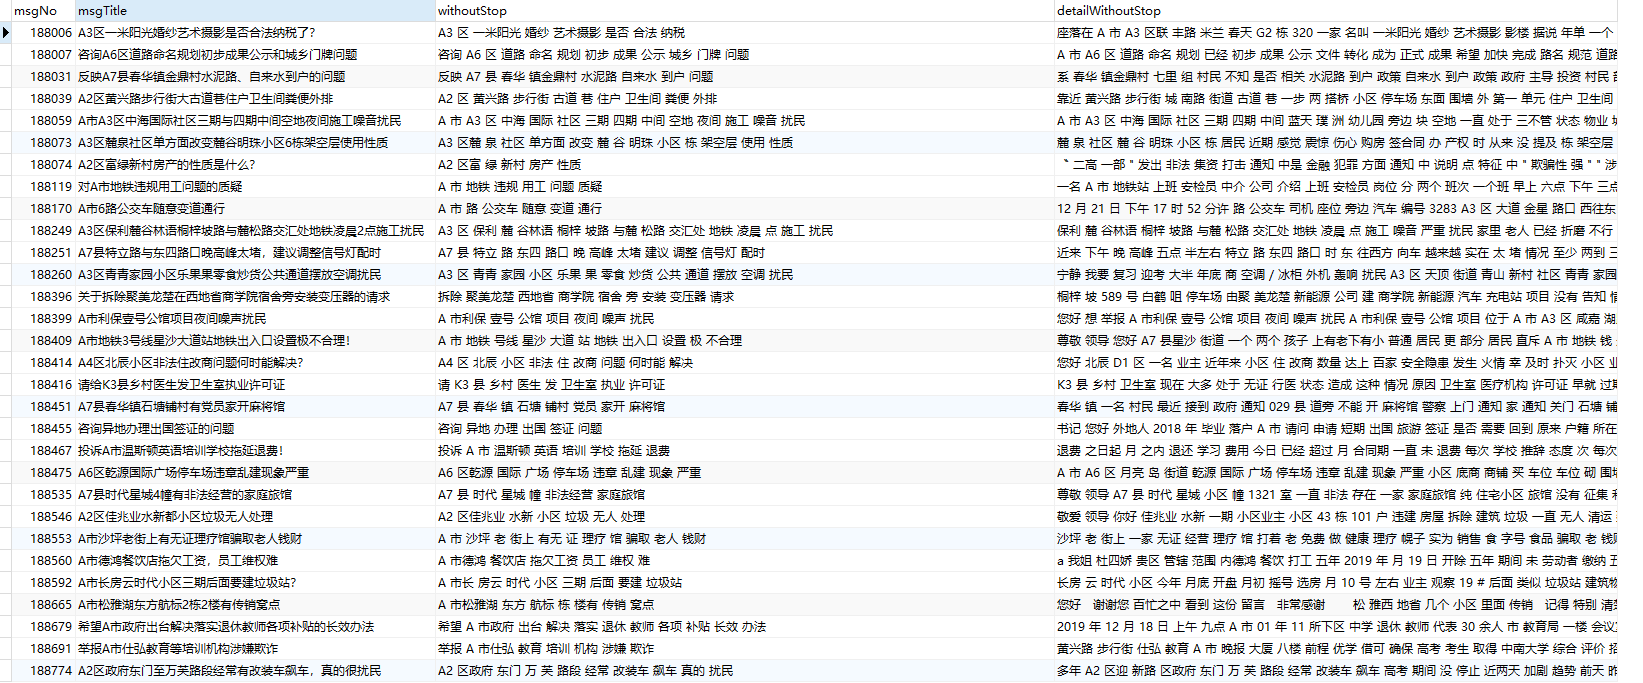 msgNo msgTitle withoutStop detailWithoutStop
188006 A3区一米阳光婚纱艺术摄影是否合法纳税了? A3 区 一米阳光 婚纱 艺术摄影 是否 合法 纳税 座落在 A 市 A3 区联 丰路 米兰 春天 G2 栋 320 一家 名叫 一米阳光 婚纱 艺术摄影 影楼 据说 年单 一个
188007 咨询A6区道路命名规划初步成果公示和城乡门牌问题 咨询 A6 区 道路 命名 规划 初步 成果 公示 城乡 门牌 问题 A 市 A6 区 道路 命名 规划 已经 初步 成果 公示 文件 转化 成为 正式 成果 希望 加快 完成 路名 规范 道路
188031 反映A7县春华镇金鼎村水泥路、自来水到户的问题 反映 A7 县 春华 镇金鼎村 水泥路 自来水 到户 问题 系 春华 镇金鼎村 七里 组 村民 不知 是否 相关 水泥路 到户 政策 自来水 到户 政策 政府 主导 投资 村民
188039 A2区黄兴路步行街大古道巷住户卫生间粪便外排 A2 区 黄兴路 步行街 古道 巷 住户 卫生间 粪便 外排 靠近 黄兴路 步行街 城 南路 街道 古道 巷 一步 两 搭桥 小区 停车场 东面 围墙 外 第一 单元 住户 卫生间
188059 A市A3区中海国际社区三期与四期中间空地夜间施工噪音扰民 A 市 A3 区 中海 国际 社区 三期 四期 中间 空地 夜间 施工 噪音 扰民 A 市 A3 区 中海 国际 社区 三期 四期 中间 蓝天 璞 洲 幼儿园 旁边 块 空地 一直 处于 三不管 状态 物业
188073 A3区麓泉社区单方面改变麓谷明珠小区6栋架空层使用性质 A3 区麓 泉 社区 单方面 改变 麓 谷 明珠 小区 栋 架空层 使用 性质 麓 泉 社区 麓 谷 明珠 小区 栋 居民 近期 感觉 震惊 伤心 购房 签合同 办 产权 时 从来 没 提及 栋 架空层
188074 A2区富绿新村房产的性质是什么? A2 区富 绿 新村 房产 性质 〝 二高 一部 " 发出 非法 集资 打击 通知 中是 金融 犯罪 方面 通知 中 说明 点 特征 中 " 欺骗性 强 " " 涉
188119 对A市地铁违规用工问题的质疑 A 市 地铁 违规 用工 问题 质疑 一名 A 市 地铁站 上班 安检员 中介 公司 介绍 上班 安检员 岗位 分 两个 班次 一个班 早上 六点 下午 三点
188170 A市6路公交车随意变道通行 A 市 路 公交车 随意 变道 通行 12 月 21 日 下午 17 时 52 分许 路 公交车 司机 座位 旁边 汽车 编号 3283 A3 区 大道 金星 路口 西往东
188249 A3区保利麓谷林语桐梓坡路与麓松路交汇处地铁凌晨2点施工扰民 A3 区 保利 麓 谷林语 桐梓 坡路 与麓 松路 交汇处 地铁 凌晨 点 施工 扰民 保利 麓 谷林语 桐梓 坡路 与麓 松路 交汇处 地铁 凌晨 点 施工 噪音 严重 扰民 家里 老人 已经 折磨 不行
188251 A7县特立路与东四路口晚高峰太堵，建议调整信号灯配时 A7 县 特立 路 东四 路口 晚 高峰 太堵 建议 调整 信号灯 配时 近来 下午 晚 高峰 五点 半左右 特立 路 东四 路口 时 东 往西方 向车 越来越 实在 太 堵 情况 至少 两到 三
188260 A3区青青家园小区乐果果零食炒货公共通道摆放空调扰民 A3 区 青青 家园 小区 乐果 果 零食 炒货 公共 通道 摆放 空调 扰民 宁静 我要 复习 迎考 大半 年底 商 空调 / 冰柜 外机 轰响 扰民 A3 区 天顶 街道 青山 新村 社区 青青 家园
188396 关于拆除聚美龙楚在西地省商学院宿舍旁安装变压器的请求 拆除 聚美龙楚 西地省 商学院 宿舍 旁 安装 变压器 请求 桐梓 坡 589 号 白鹤 咀 停车场 由聚 美龙楚 新能源 公司 建 商学院 新能源 汽车 充电站 项目 没有 告知
188399 A市利保壹号公馆项目夜间噪声扰民 A 市利保 壹号 公馆 项目 夜间 噪声 扰民 您好 想 举报 A 市利保 壹号 公馆 项目 夜间 噪声 扰民 A 市利保 壹号 公馆 项目 位于 A 市 A3 区 咸嘉 湖
188409 A市地铁3号线星沙大道站地铁出入口设置极不合理! A 市 地铁 号线 星沙 大道 站 地铁 出入口 设置 极 不合理 尊敬 领导 您好 A7 县星沙 街道 一个 两个 孩子 上有老下有小 普通 居民 更 部分 居民 直斥 A 市 地铁 钱
188414 A4区北辰小区非法住改商问题何时能解决? A4 区 北辰 小区 非法 住 改商 问题 何时能 解决 您好 北辰 D1 区 一名 业主 近年来 小区 住 改商 数量 达上 百家 安全隐患 发生 火情 幸 及时 扑灭 小区 业
188416 请给K3县乡村医生发卫生室执业许可证 请 K3 县 乡村 医生 发 卫生室 执业 许可证 K3 县 乡村 卫生室 现在 大多 处于 无证 行医 状态 造成 这种 情况 原因 卫生室 医疗机构 许可证 早就 过期
188451 A7县春华镇石塘铺村有党员家开麻将馆 A7 县 春华 镇 石塘 铺村 党员 家开 麻将馆 春华 镇 一名 村民 最近 接到 政府 通知 029 县 道旁 不能 开 麻将馆 警察 上门 通知 家 通知 关门 石塘 铺
188455 咨询异地办理出国签证的问题 咨询 异地 办理 出国 签证 问题 书记 您好 外地人 2018 年 毕业 落户 A 市 请问 申请 短期 出国 旅游 签证 是否 需要 回到 原来 户籍 所在
188467 投诉A市温斯顿英语培训学校拖延退费! 投诉 A 市 温斯顿 英语 培训 学校 拖延 退费 退费 之日起 月 之内 退还 学习 费用 今日 已经 超过 月 合同期 一直 未 退费 每次 学校 推辞 态度 次 每次
188475 A6区乾源国际广场停车场违章乱建现象严重 A6 区乾源 国际 广场 停车场 违章 乱建 现象 严重 A 市 A6 区 月亮 岛 街道 乾源 国际 广场 停车场 违章 乱建 现象 严重 小区 底商 商铺 买 车位 车位 砌 围墙
188535 A7县时代星城4幢有非法经营的家庭旅馆 A7 县 时代 星城 幢 非法经营 家庭旅馆 尊敬 领导 A7 县 时代 星城 小区 幢 1321 室 一直 非法 存在 一家 家庭旅馆 纯 住宅小区 旅馆 没有 征集
188546 A2区佳兆业水新都小区垃圾无人处理 A2 区佳兆业 水新 小区 垃圾 无人 处理 敬爱 领导 你好 佳兆业 水新 一期 小区业主 小区 43 栋 101 户 违建 房屋 拆除 建筑 垃圾 一直 无人 清运
188553 A市沙坪老街上有无证理疗馆骗取老人钱财 A 市 沙坪 老 街上 有无 证 理疗 馆 骗取 老人 钱财 沙坪 老 街上 一家 无证 经营 理疗 馆 打着 老 免费 做 健康 理疗 幌子 实为 销售 食 字号 食品 骗取 老 钱财
188560 A市德鸿餐饮店拖欠工资，员工维权难 A 市德鸿 餐饮店 拖欠工资 员工 维权 难 a 我姐 杜四娇 贵区 管辖 范围 内德鸿 餐饮 打工 五年 2019 年 月 19 日 开除 五年 期间 未 劳动者 缴纳 五
188592 A市长房云时代小区三期后面要建垃圾站? A 市长 房云 时代 小区 三期 后面 要建 垃圾站 长房 云 时代 小区 今年 月底 开盘 月初 摇号 选房 月 10 号 左右 业主 观察 19 # 后面 类似 垃圾站 建筑物
188665 A市松雅湖东方航标2栋2楼有传销窝点 A 市松雅湖 东方 航标 栋 楼有 传销 窝点 您好 谢谢您 百忙之中 看到 这份 留言 非常感谢 松 雅西 地省 几个 小区 里面 传销 记得 特别 清楚
188679 希望A市政府出台解决落实退休教师各项补贴的长效办法 希望 A 市政府 出台 解决 落实 退休 教师 各项 补贴 长效 办法 2019 年 12 月 18 日 上午 九点 A 市 01 年 11 所下区 中学 退休 教师 代表 30 余人 市 教育局 一楼 会议室
188691 举报A市仕弘教育等培训机构涉嫌欺诈 举报 A 市仕弘 教育 培训 机构 涉嫌 欺诈 黄兴路 步行街 仕弘 教育 A 市 晚报 大厦 八楼 前程 优学 借可 确保 高考 考生 取得 中南大学 综合 评价
188774 A2区政府东门至万芙路段经常有改装车飙车，真的很扰民 A2 区政府 东门 万 芙 路段 经常 改装车 飙车 真的 扰民 多年 A2 区迎 新路 区政府 东门 万 芙 路段 经常 改装车 飙车 高考 期间 没 停止 近两天 加剧 趋势 前天